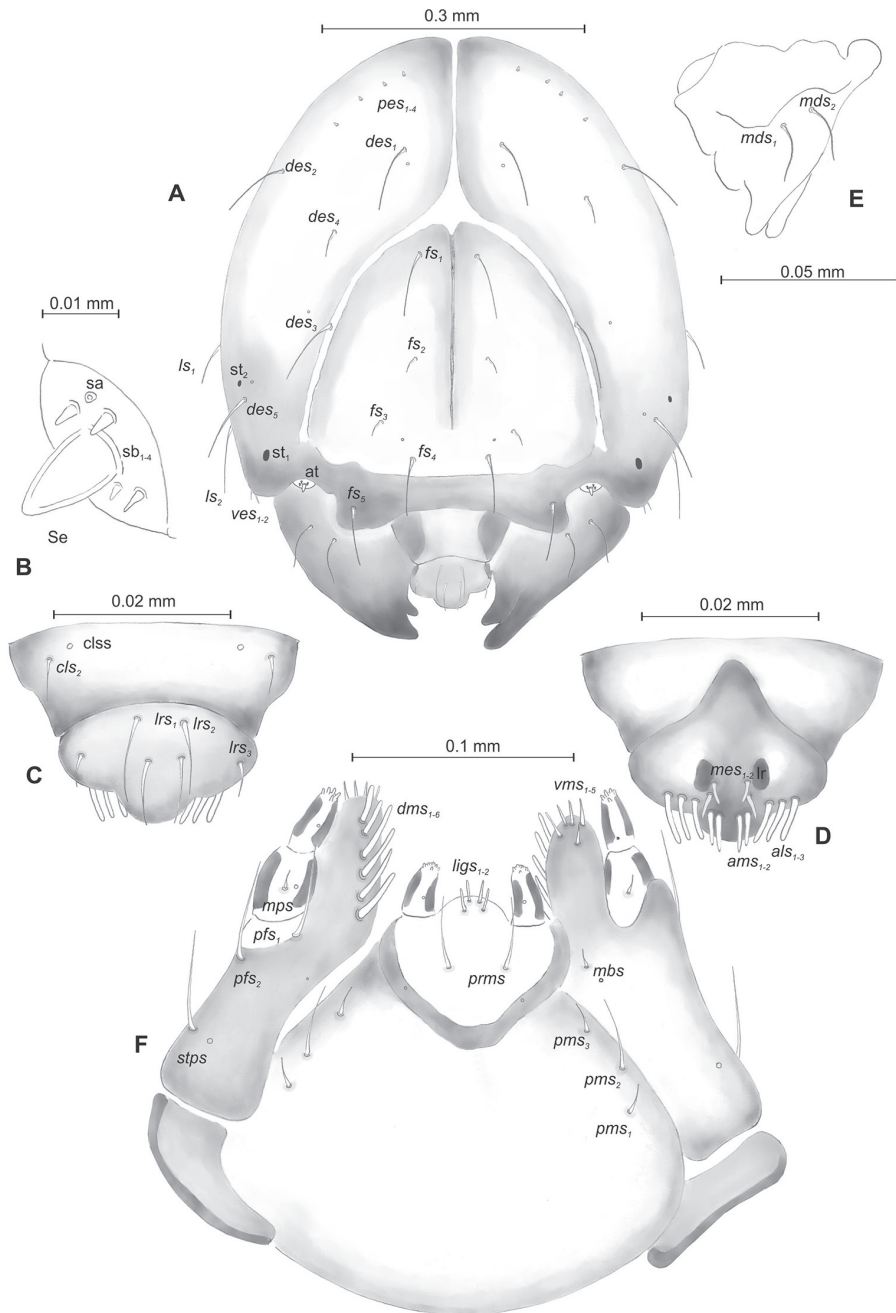 0.3 mm
pes₁₋₄
des₁
des₂
A
des₄
fs₁
des₃
fs₂
ls₁
st₂
fs₃
des₅
fs₄
st₁
at
ls₂
fs₅
ves₁₋₂
mds₂
mds₁
E
0.05 mm
0.01 mm
sa
sb₁₋₄
Se
B
0.02 mm
clss
cls₂
lrs₁
lrs₂
lrs₃
C
0.02 mm
mes₁₋₂
lr
ams₁₋₂
als₁₋₃
D
0.1 mm
vms₁₋₅
dms₁₋₆
ligs₁₋₂
mps
pfs₁
pfs₂
prms
mbs
F
stps
pms₃
pms₂
pms₁